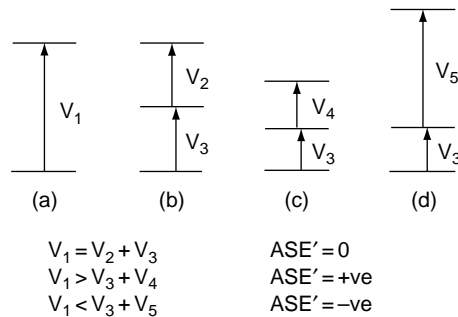 V₁
V₂
V₃
V₄
V₃
V₅
V₃
(a) (b) (c) (d)
V₁ = V₂ + V₃ ASE′ = 0
V₁ > V₃ + V₄ ASE′ = +ve
V₁ < V₃ + V₅ ASE′ = –ve